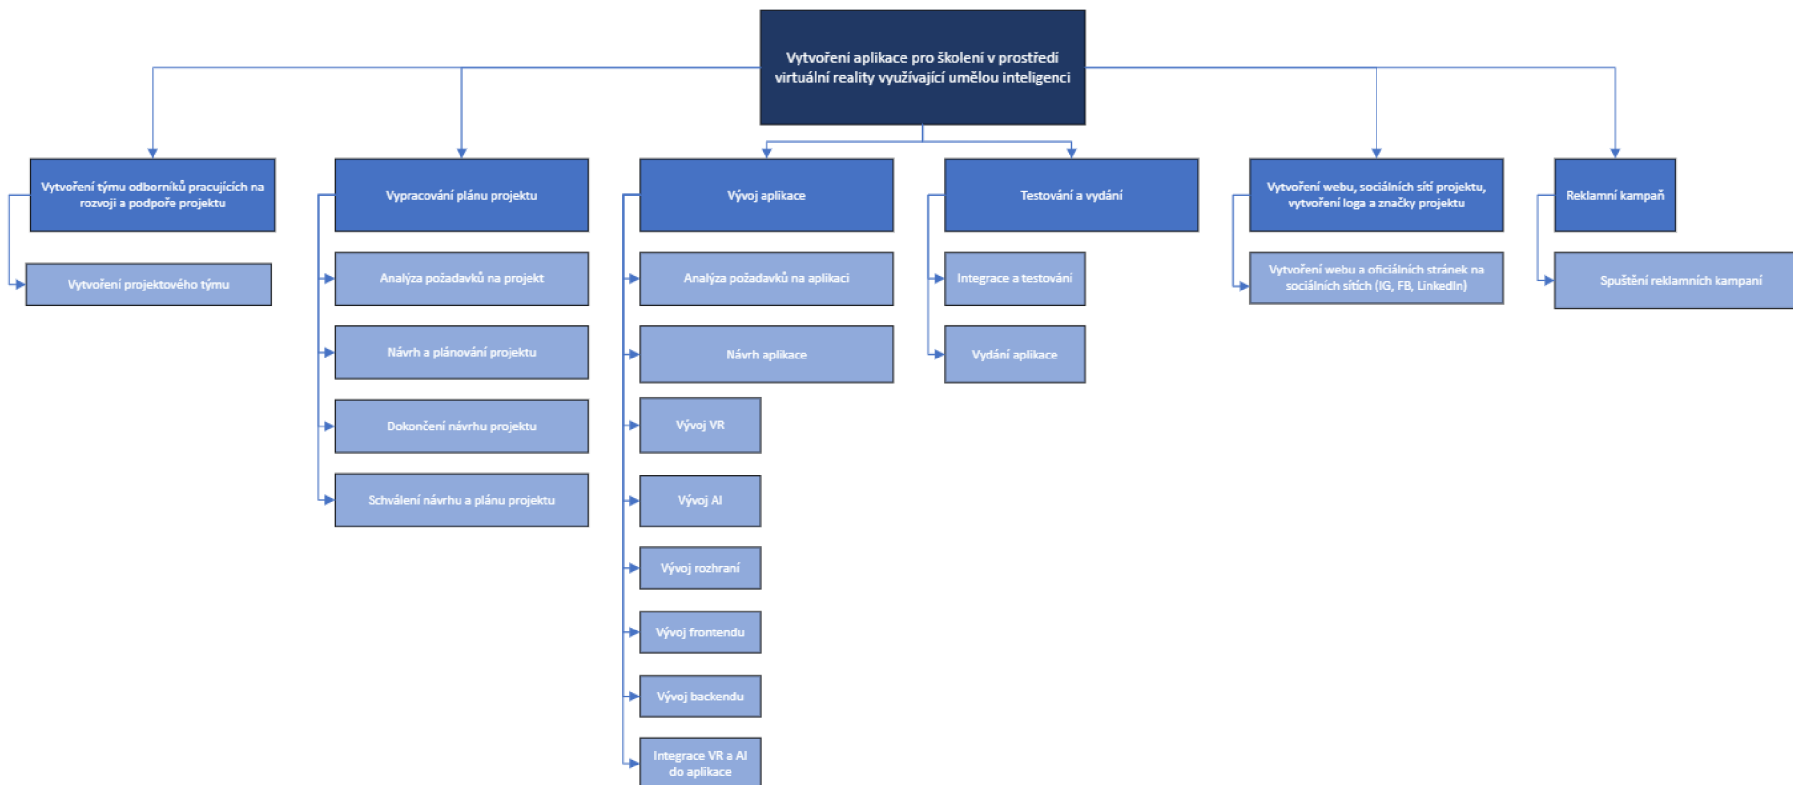 Vytvoření aplikace pro školení v prostředí
virtuální reality využívající umělou inteligenci
Vytvoření týmu odborníků pracujících na
rozvoji a podpoře projektu
Vytvoření projektového týmu
Vypracování plánu projektu
Analýza požadavků na projekt
Návrh a plánování projektu
Dokončení návrhu projektu
Schválení návrhu a plánu projektu
Vývoj aplikace
Analýza požadavků na aplikaci
Návrh aplikace
Vývoj VR
Vývoj AI
Vývoj rozhraní
Vývoj frontendu
Vývoj backendu
Integrace VR a AI
do aplikace
Testování a vydání
Integrace a testování
Vydání aplikace
Vytvoření webu, sociálních sítí projektu,
vytvoření loga a značky projektu
Vytvoření webu a oficiálních stránek na
sociálních sítích (IG, FB, LinkedIn)
Reklamní kampaň
Spuštění reklamních kampaní